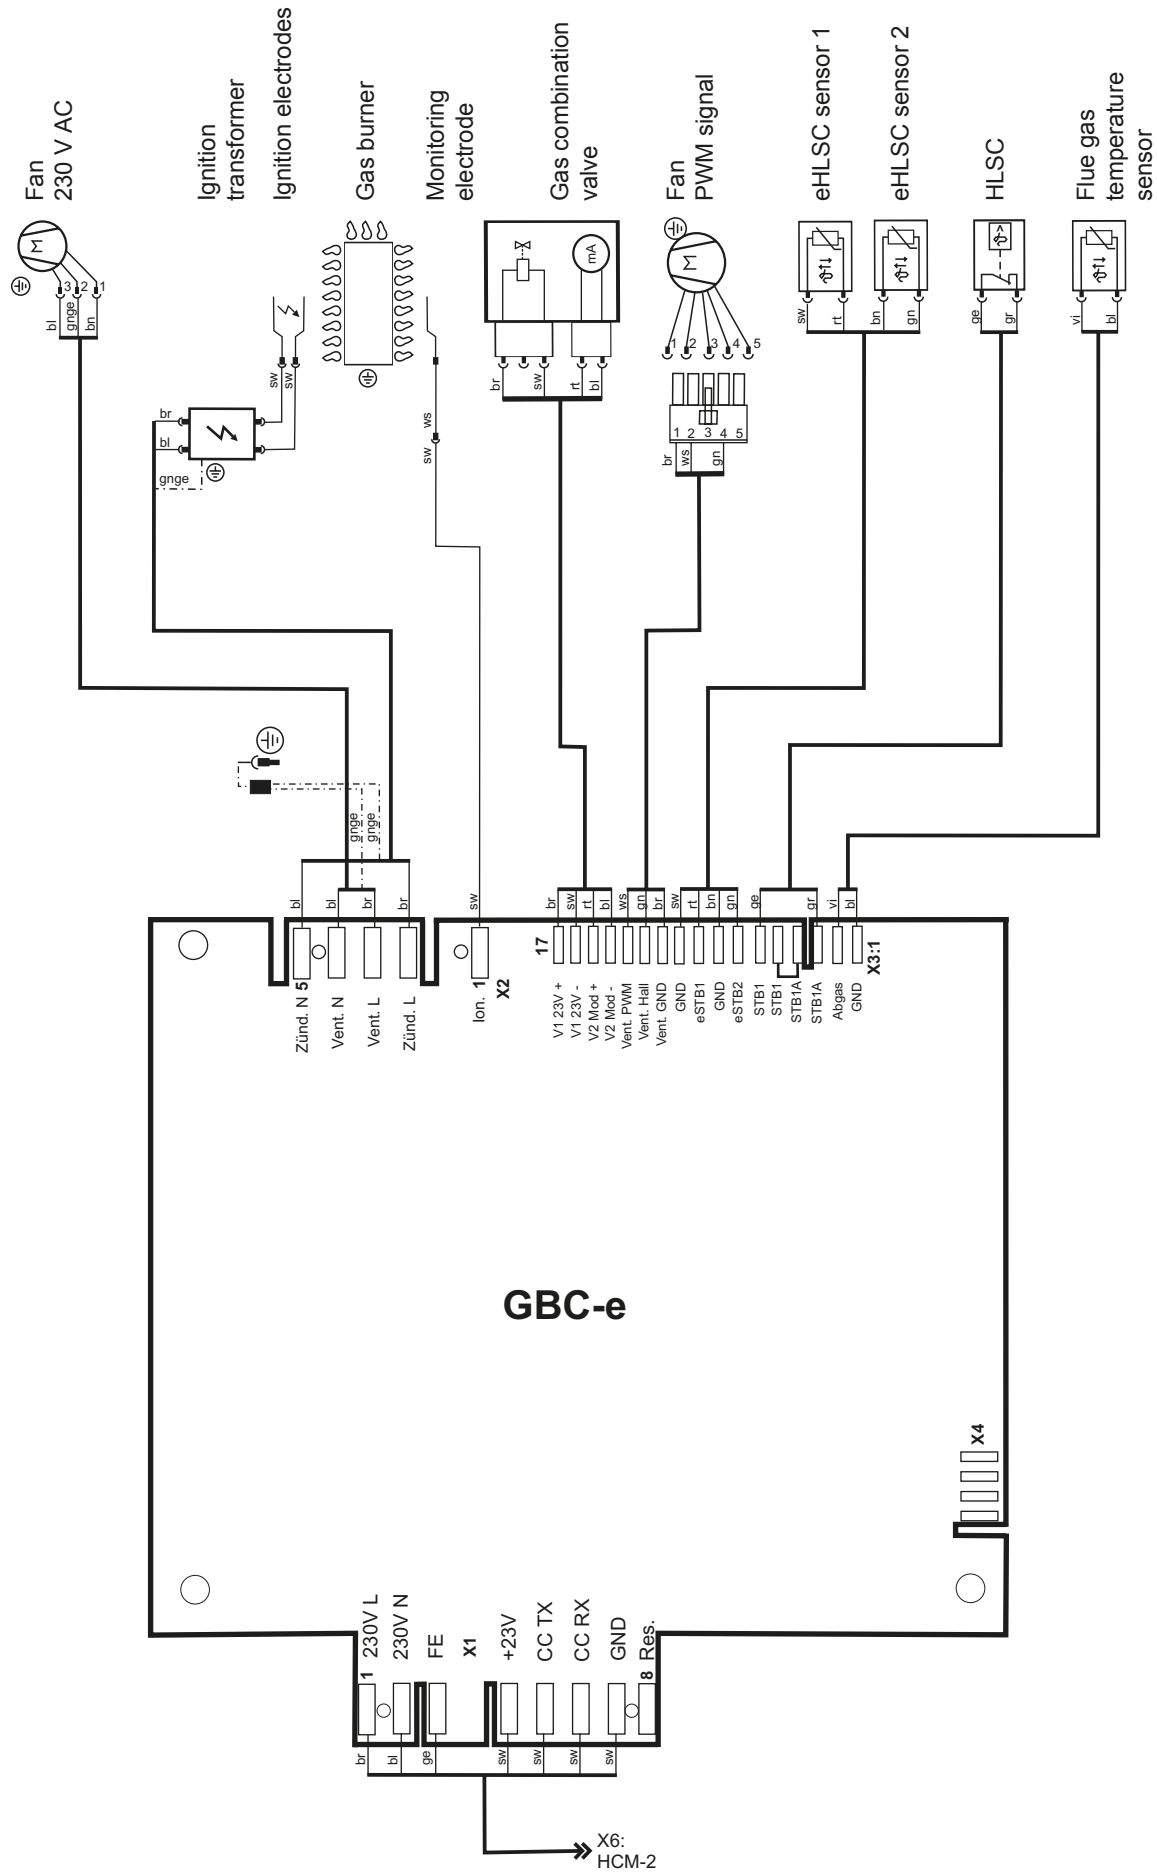 Fan
230 V AC
Ignition
transformer
Ignition electrodes
Gas burner
Monitoring
electrode
Gas combination
valve
Fan
PWM signal
eHLSC sensor 1
eHLSC sensor 2
HLSC
Flue gas
temperature
sensor
M
3
2
1
bl
gnge
bn
br
bl
gnge
sw
sw
ws
sw
mA
br
sw
rt
bl
M
1
2
3
4
5
1
2
3
4
5
br
ws
gn
sw
rt
bn
gn
ge
gr
vi
bl
gnge
gnge
bl
bl
br
br
sw
br
sw
rt
bl
ws
gn
br
sw
rt
bn
gn
ge
gr
vi
bl
Zünd. N
5
Vent. N
Vent. L
Zünd. L
Ion.
1
X2
17
V1 23V +
V1 23V -
V2 Mod +
V2 Mod -
Vent. PWM
Vent. Hall
Vent. GND
GND
eSTB1
GND
eSTB2
STB1
STB1
STB1A
STB1A
Abgas
GND
X3:1
GBC-e
X4
1
230V L
230V N
FE
X1
+23V
CC TX
CC RX
GND
8
Res.
br
bl
ge
sw
sw
sw
sw
X6:
HCM-2